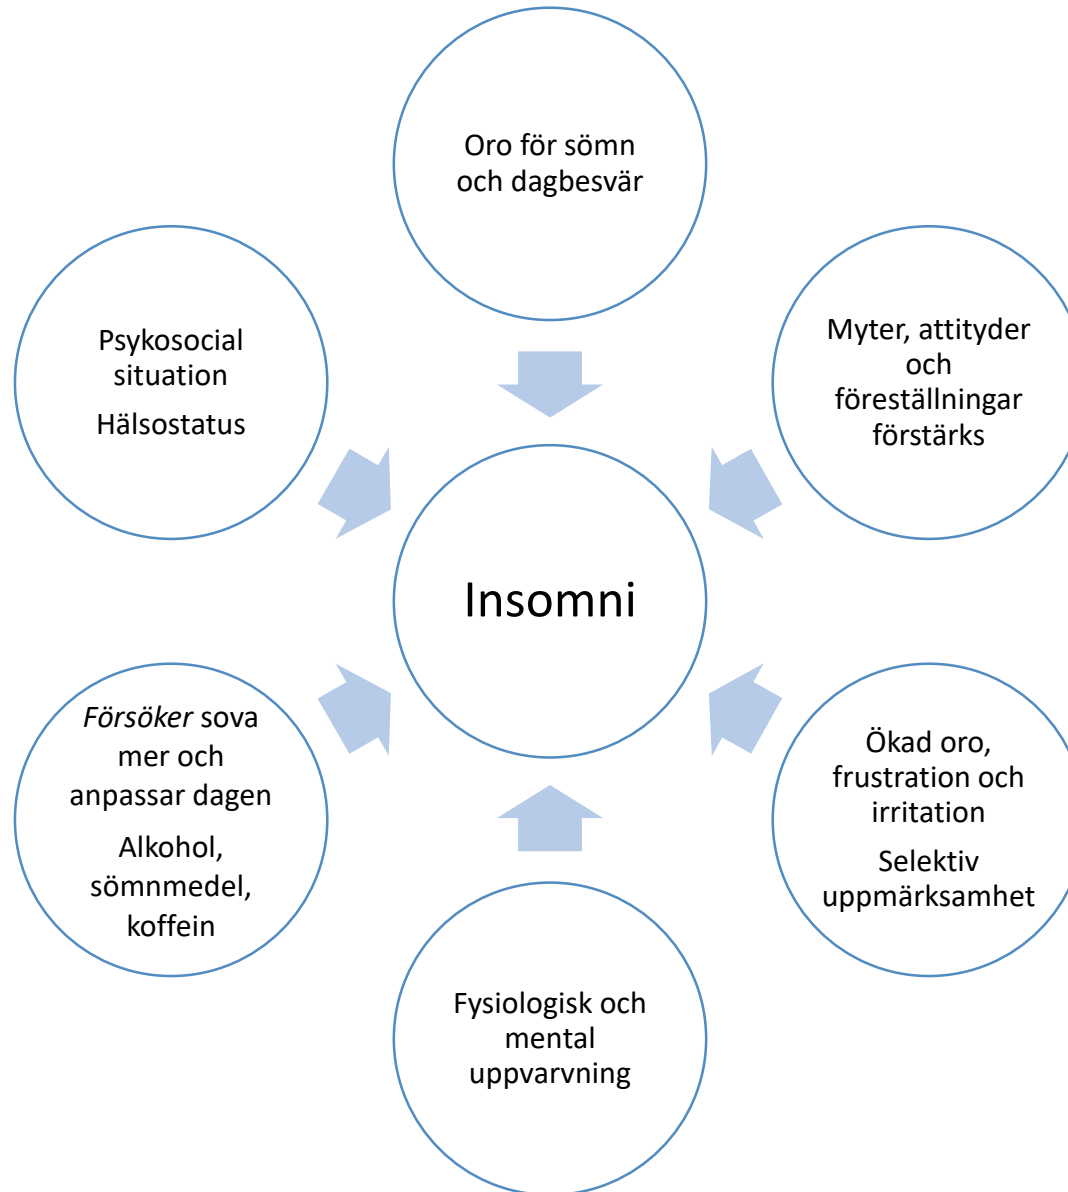 Oro för sömn
och dagbesvär
Psykosocial
situation
Hälsostatus
Myter, attityder
och
föreställningar
förstärks
Insomni
Försöker sova
mer och
anpassar dagen
Alkohol,
sömnmedel,
koffein
Ökad oro,
frustration och
irritation
Selektiv
uppmärksamhet
Fysiologisk och
mental
uppvarvning